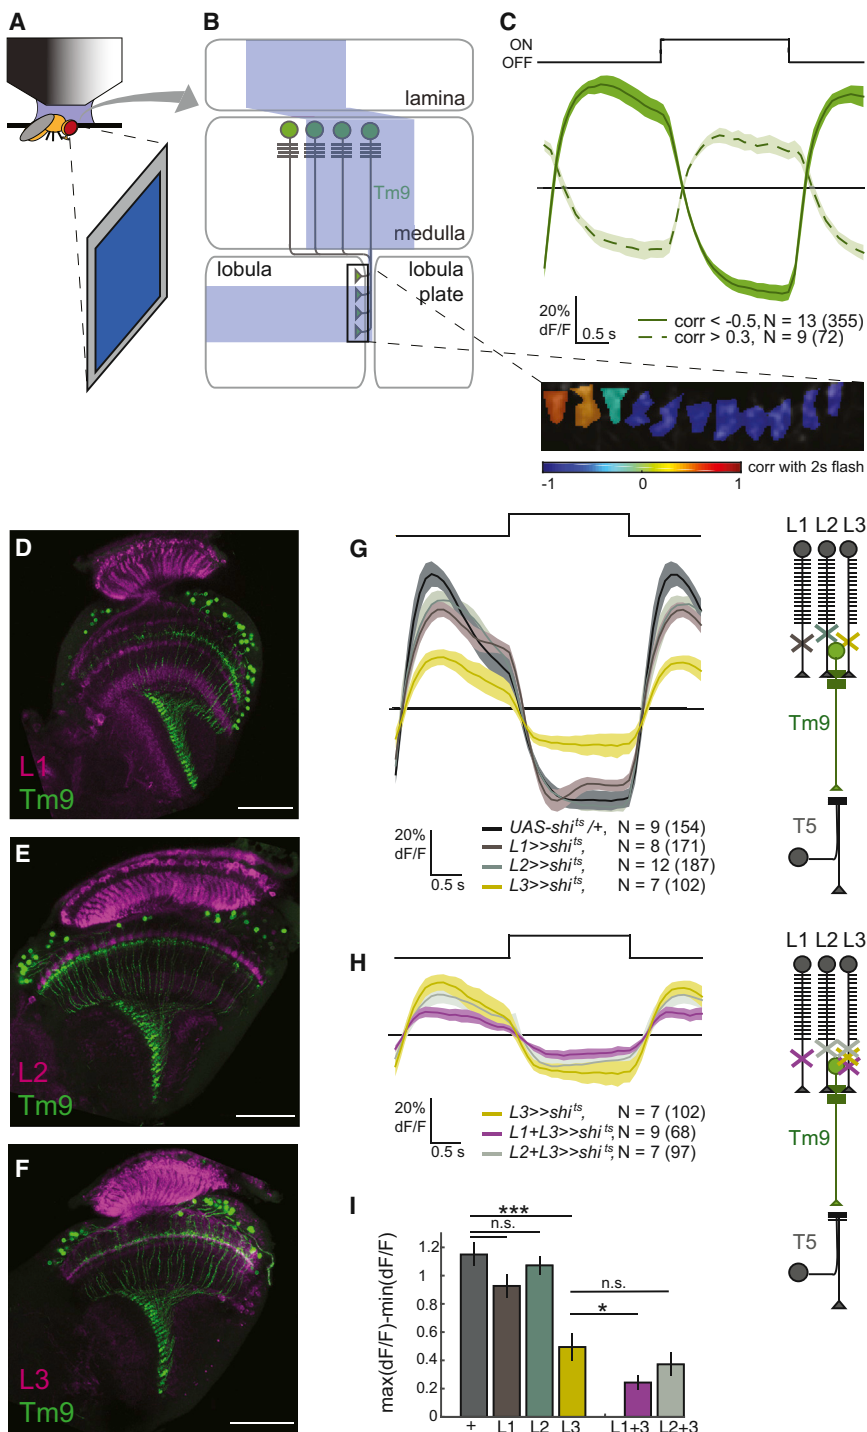 A
B
lamina
Tm9
medulla
lobula
lobula
plate
C
ON
OFF
20%
dF/F
0.5 s
corr < -0.5, N = 13 (355)
corr > 0.3, N = 9 (72)
corr with 2s flash
-1
0
1
D
L1
Tm9
E
L2
Tm9
F
L3
Tm9
G
20%
dF/F
0.5 s
UAS-shi^ts/+, N = 9 (154)
L1>>shi^ts, N = 8 (171)
L2>>shi^ts, N = 12 (187)
L3>>shi^ts, N = 7 (102)
L1 L2 L3
Tm9
T5
H
20%
dF/F
0.5 s
L3>>shi^ts, N = 7 (102)
L1+L3>>shi^ts, N = 9 (68)
L2+L3>>shi^ts, N = 7 (97)
L1 L2 L3
Tm9
T5
I
max(dF/F)-min(dF/F)
1.2
1
0.8
0.6
0.4
0.2
0
***
n.s.
n.s.
*
+ L1 L2 L3 L1+3 L2+3